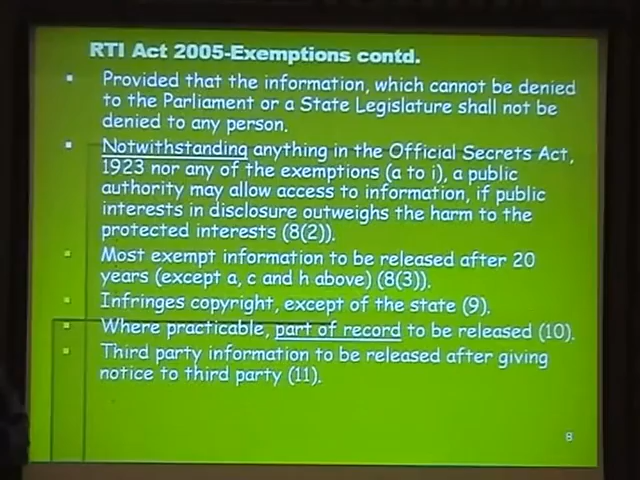 RTI Act 2005-Exemptions contd.
Provided that the information, which cannot be denied
to the Parliament or a State Legislature shall not be
denied to any person.
Notwithstanding anything in the Official Secrets Act,
1923 nor any of the exemptions (a to i), a public
authority may allow access to information, if public
interests in disclosure outweighs the harm to the
protected interests (8(2)).
Most exempt information to be released after 20
years (except a, c and h above) (8(3)).
Infringes copyright, except of the state (9).
Where practicable, part of record to be released (10).
Third party information to be released after giving
notice to third party (11).
8